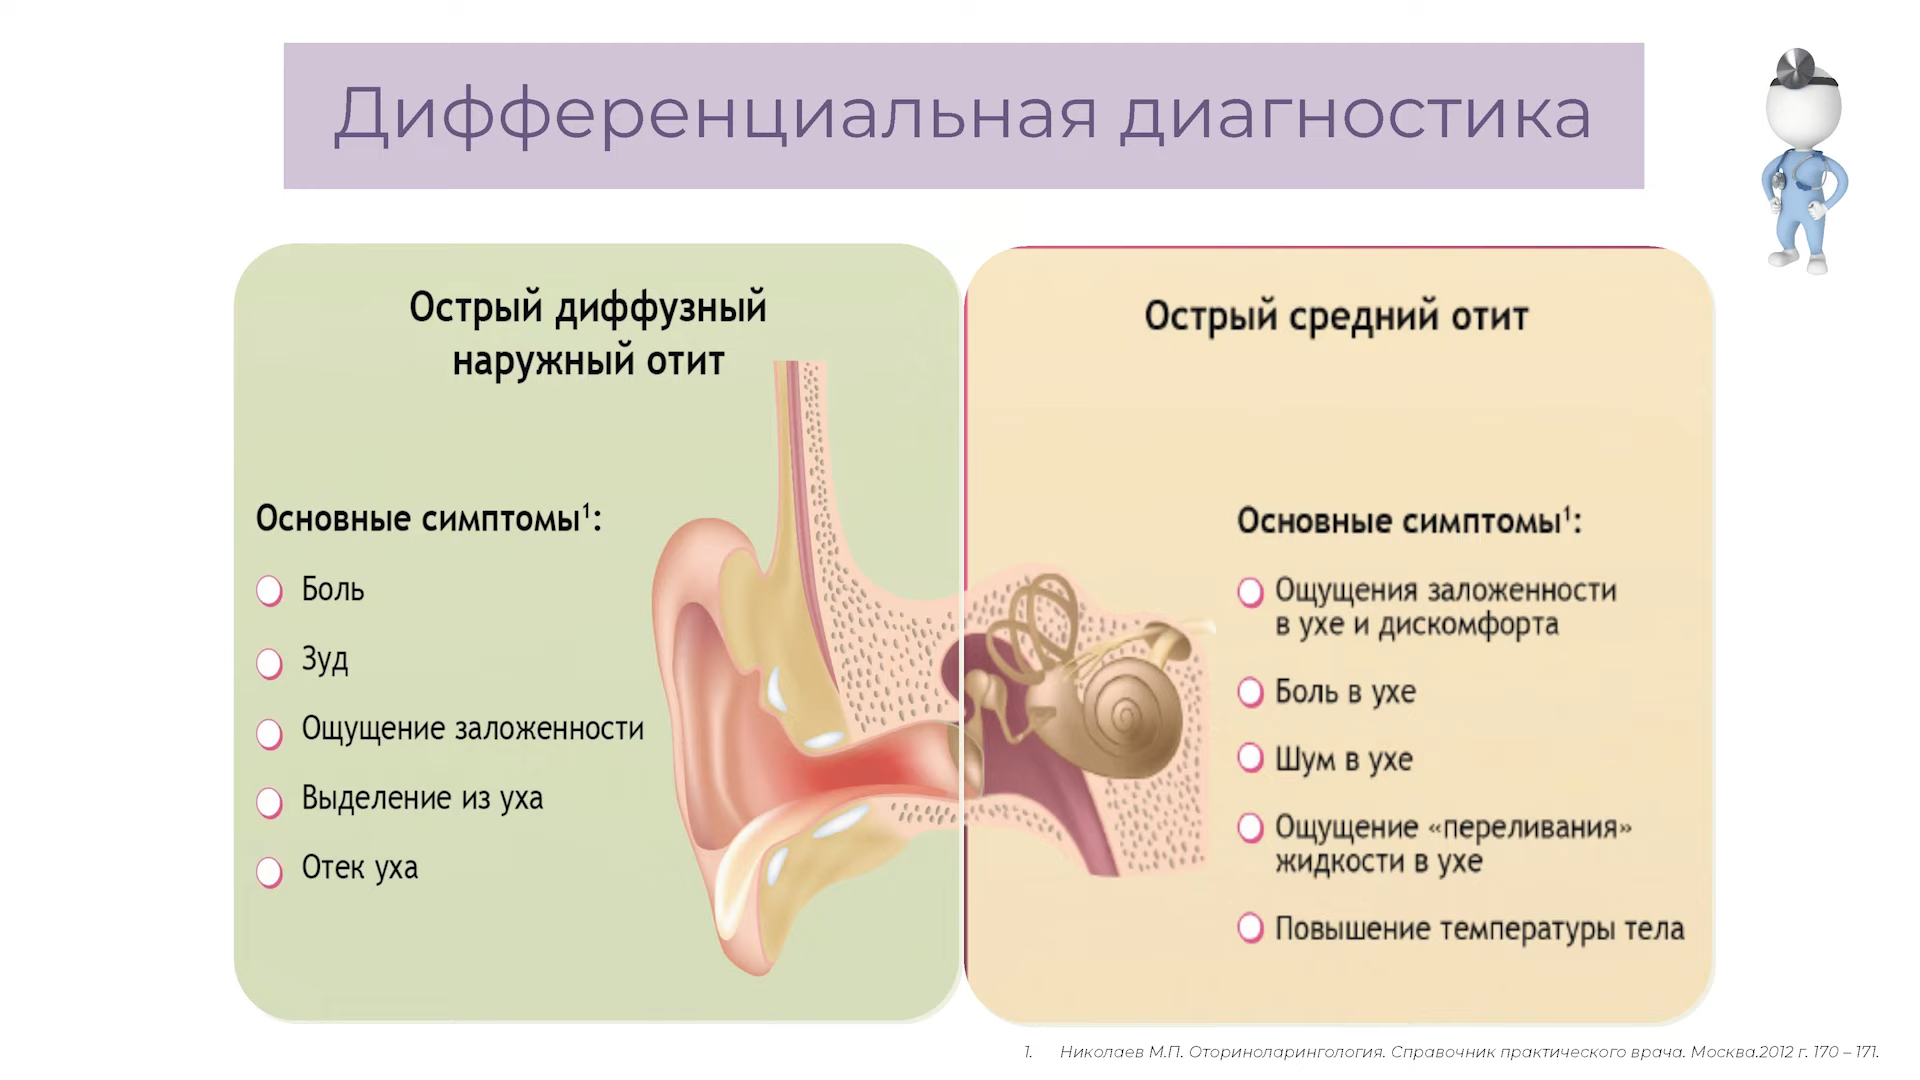 Дифференциальная диагностика
Острый диффузный
наружный отит
Основные симптомы¹:
Боль
Зуд
Ощущение заложенности
Выделение из уха
Отек уха
Острый средний отит
Основные симптомы¹:
Ощущения заложенности
в ухе и дискомфорта
Боль в ухе
Шум в ухе
Ощущение «переливания»
жидкости в ухе
Повышение температуры тела
1. Николаев М.П. Оториноларингология. Справочник практического врача. Москва.2012 г. 170 – 171.